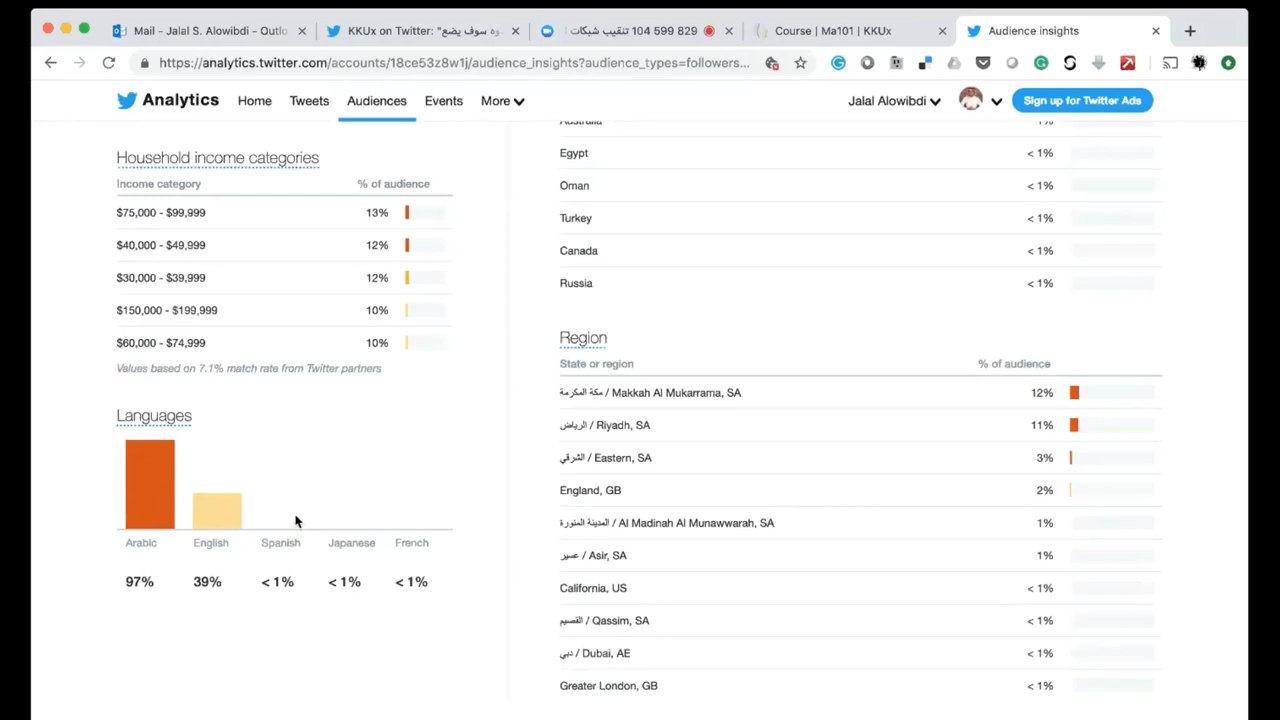 Mail – Jalal S. Alowibdi – Outlo
KKUx on Twitter: "وه سوف يضع
تنقيب شبكات 104 599 829
Course | Ma101 | KKUx
Audience insights
https://analytics.twitter.com/accounts/18ce53z8w1j/audience_insights?audience_types=followers...
Analytics
Home
Tweets
Audiences
Events
More
Jalal Alowibdi
Sign up for Twitter Ads
Household income categories
Income category % of audience
$75,000 - $99,999 13%
$40,000 - $49,999 12%
$30,000 - $39,999 12%
$150,000 - $199,999 10%
$60,000 - $74,999 10%
Values based on 7.1% match rate from Twitter partners
Languages
Arabic English Spanish Japanese French
97% 39% < 1% < 1% < 1%
Australia < 1%
Egypt < 1%
Oman < 1%
Turkey < 1%
Canada < 1%
Russia < 1%
Region
State or region % of audience
مكة المكرمة / Makkah Al Mukarrama, SA 12%
الرياض / Riyadh, SA 11%
الشرقي / Eastern, SA 3%
England, GB 2%
المدينة المنورة / Al Madinah Al Munawwarah, SA 1%
عسير / Asir, SA 1%
California, US < 1%
القصيم / Qassim, SA < 1%
دبي / Dubai, AE < 1%
Greater London, GB < 1%